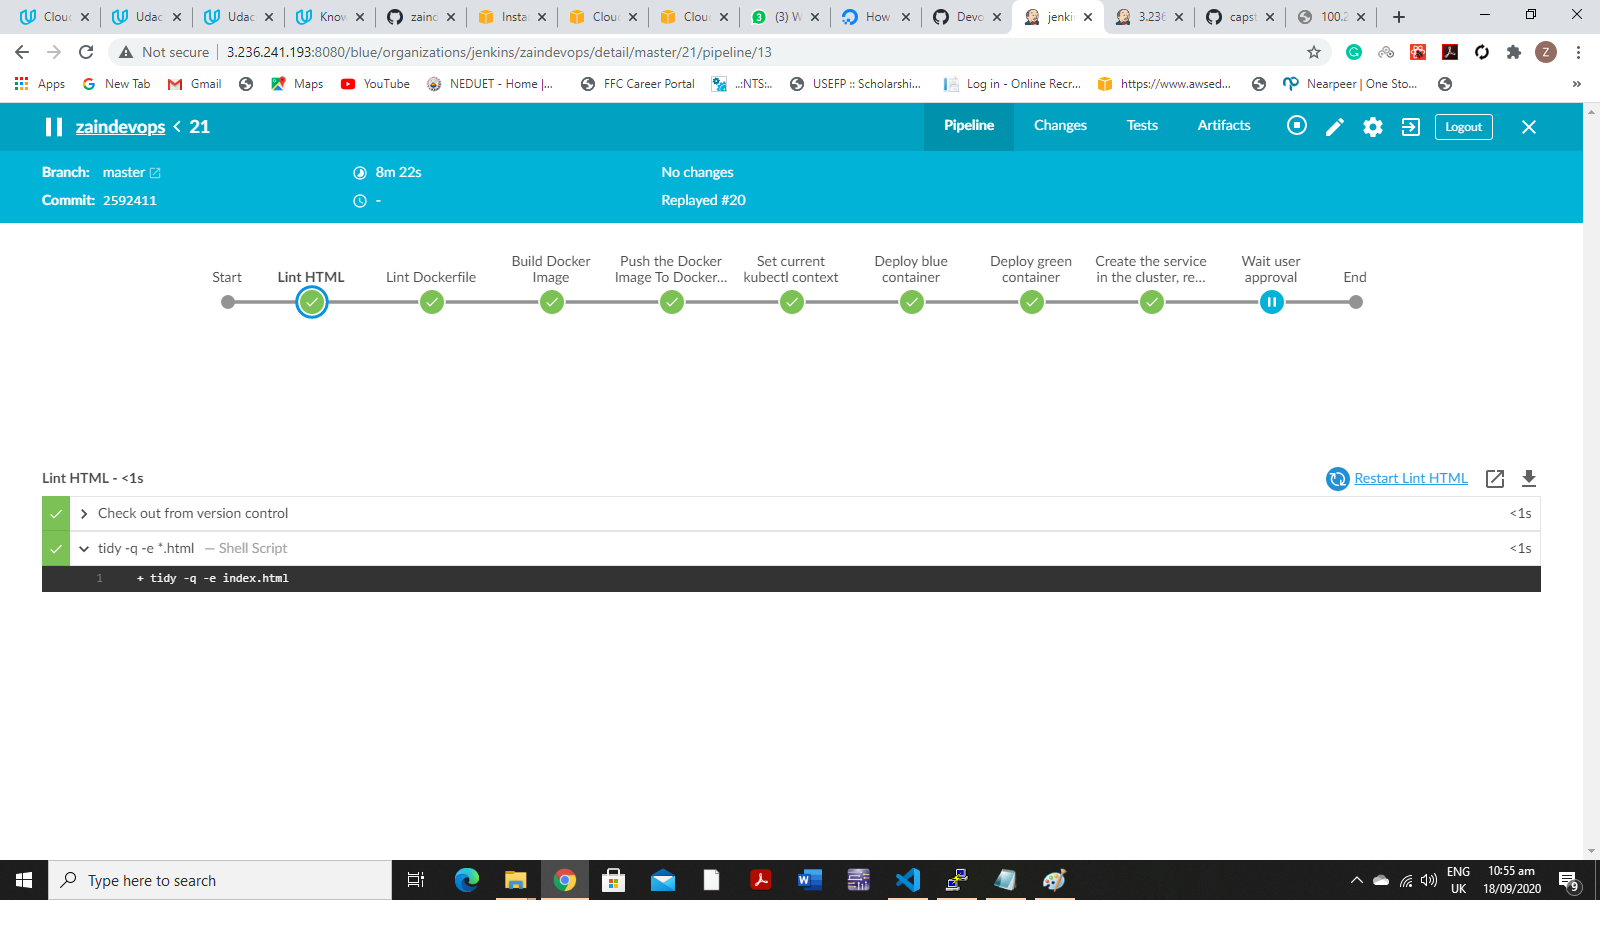 Clou
Udac
Udac
Know
zaind
Insta
Clou
Clou
(3) W
How
Devo
jenki
3.236
caps
100.2
Not secure
3.236.241.193:8080/blue/organizations/jenkins/zaindevops/detail/master/21/pipeline/13
Z
Apps
New Tab
Gmail
Maps
YouTube
NEDUET - Home |...
FFC Career Portal
..:NTS:..
USEFP :: Scholarshi...
Log in - Online Recr...
https://www.awsed...
Nearpeer | One Sto...
»
zaindevops < 21
Pipeline
Changes
Tests
Artifacts
Logout
Branch: master
8m 22s
No changes
Commit: 2592411
-
Replayed #20
Start
Lint HTML
Lint Dockerfile
Build Docker
Image
Push the Docker
Image To Docker...
Set current
kubectl context
Deploy blue
container
Deploy green
container
Create the service
in the cluster, re...
Wait user
approval
End
Lint HTML - <1s
Restart Lint HTML
Check out from version control
<1s
tidy -q -e *.html — Shell Script
<1s
1 + tidy -q -e index.html
Type here to search
ENG
UK
10:55 am
18/09/2020
9